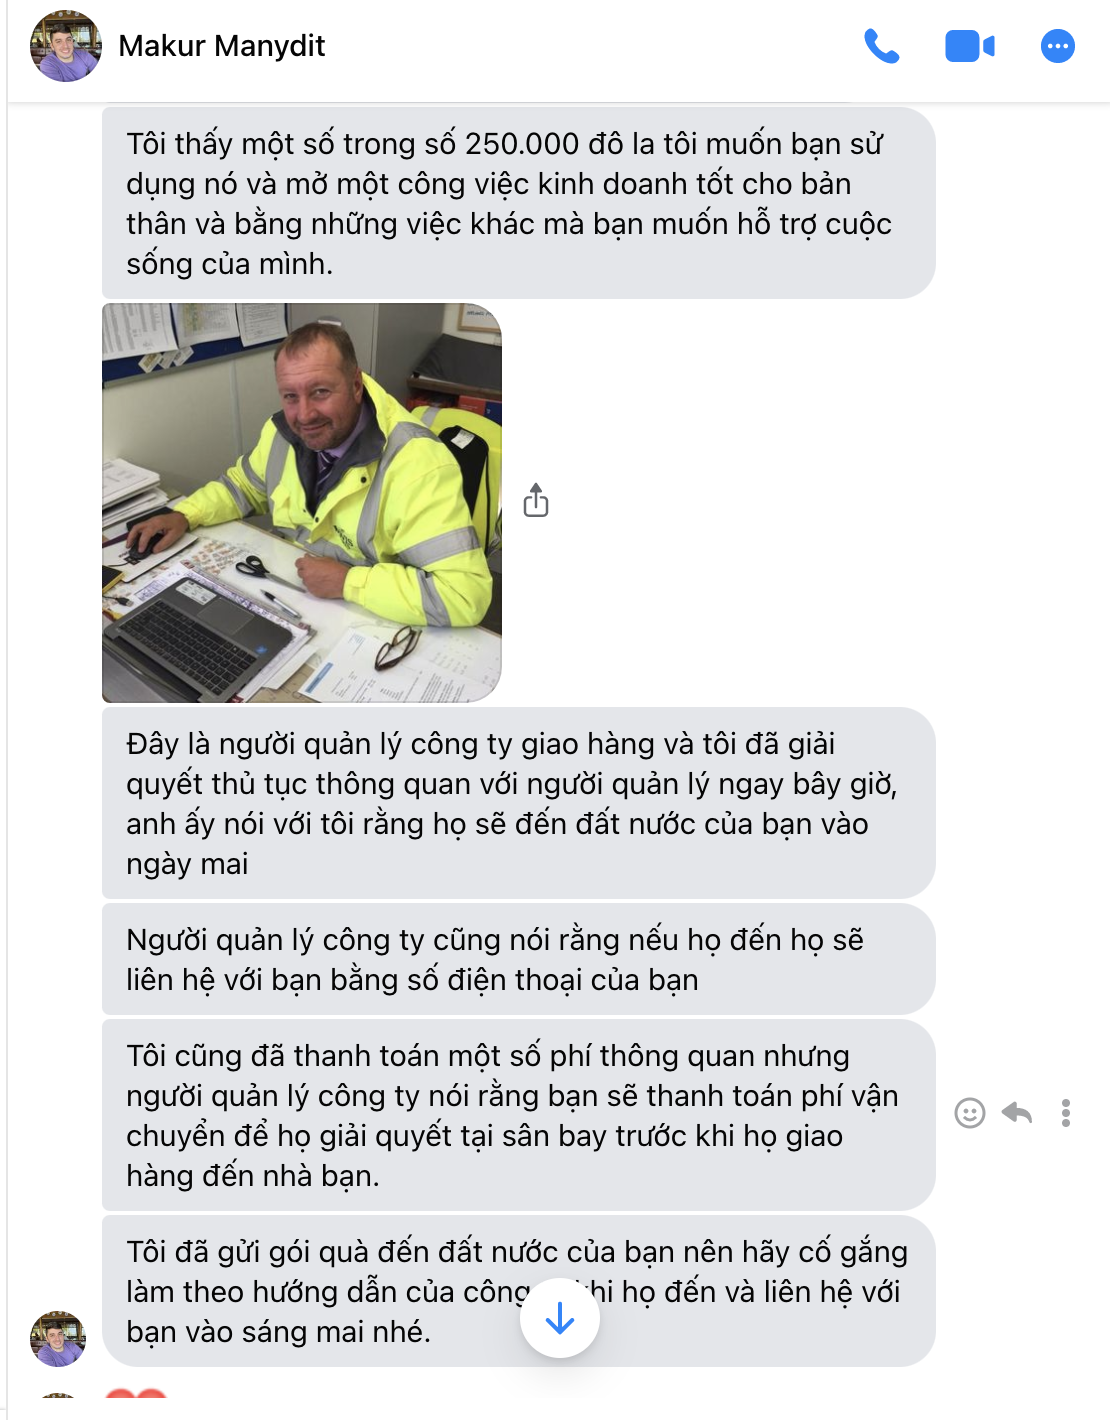 Makur Manydit
Tôi thấy một số trong số 250.000 đô la tôi muốn bạn sử
dụng nó và mở một công việc kinh doanh tốt cho bản
thân và bằng những việc khác mà bạn muốn hỗ trợ cuộc
sống của mình.
Đây là người quản lý công ty giao hàng và tôi đã giải
quyết thủ tục thông quan với người quản lý ngay bây giờ,
anh ấy nói với tôi rằng họ sẽ đến đất nước của bạn vào
ngày mai
Người quản lý công ty cũng nói rằng nếu họ đến họ sẽ
liên hệ với bạn bằng số điện thoại của bạn
Tôi cũng đã thanh toán một số phí thông quan nhưng
người quản lý công ty nói rằng bạn sẽ thanh toán phí vận
chuyển để họ giải quyết tại sân bay trước khi họ giao
hàng đến nhà bạn.
Tôi đã gửi gói quà đến đất nước của bạn nên hãy cố gắng
làm theo hướng dẫn của công họ đến và liên hệ với
bạn vào sáng mai nhé.